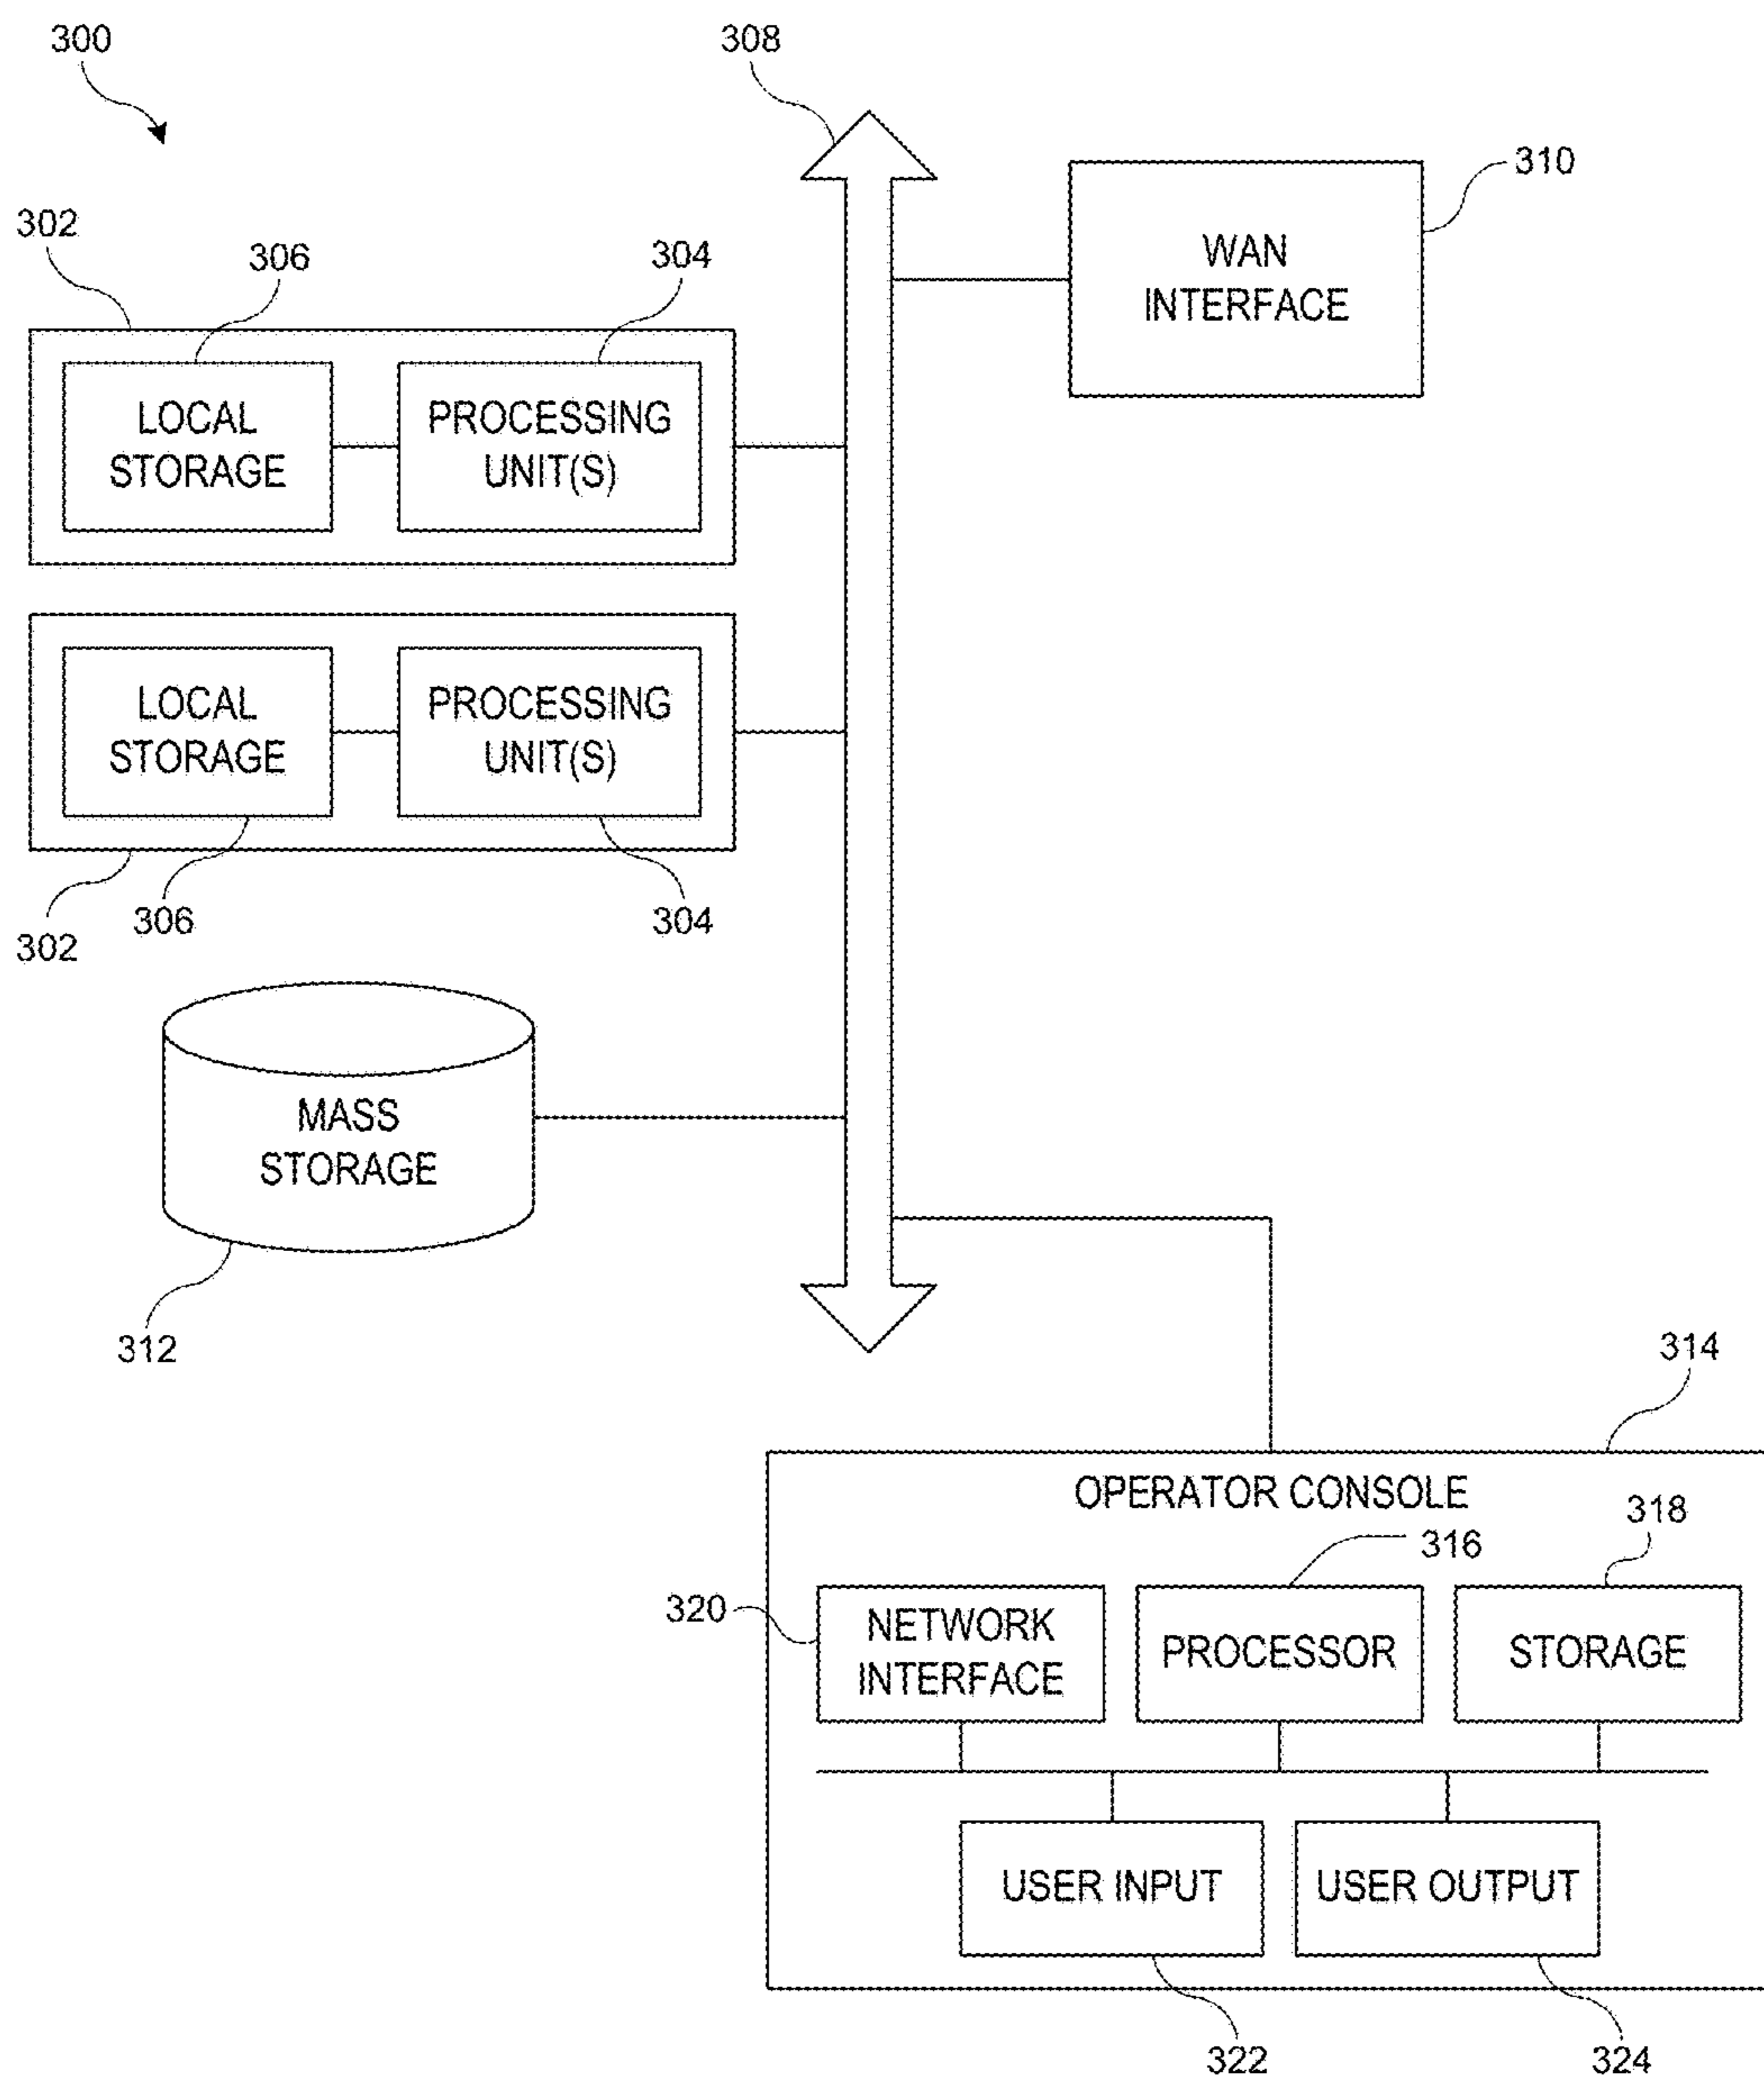 300
308
310
WAN
INTERFACE
302
306
304
LOCAL
STORAGE
PROCESSING
UNIT(S)
LOCAL
STORAGE
PROCESSING
UNIT(S)
302
306
304
MASS
STORAGE
312
314
OPERATOR CONSOLE
318
316
320
NETWORK
INTERFACE
PROCESSOR
STORAGE
USER INPUT
USER OUTPUT
322
324